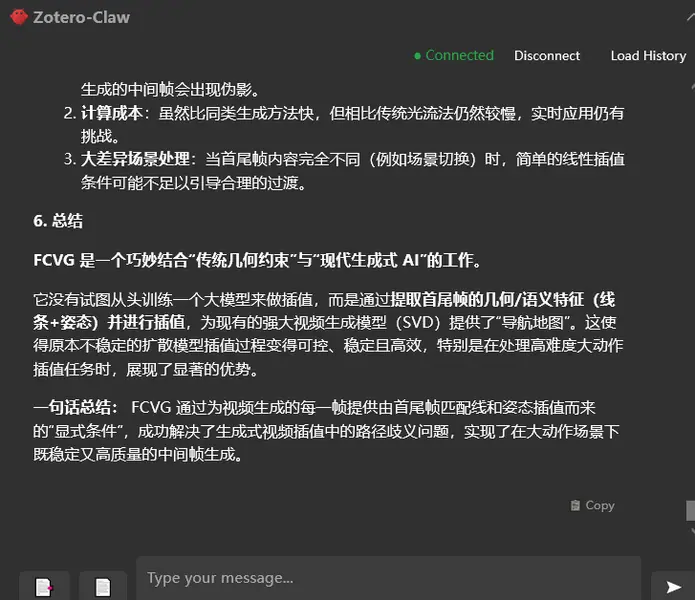 Zotero-Claw
Connected Disconnect Load History
生成的中间帧会出现伪影。
2. 计算成本：虽然比同类生成方法快，但相比传统光流法仍然较慢，实时应用仍有
挑战。
3. 大差异场景处理：当首尾帧内容完全不同（例如场景切换）时，简单的线性插值
条件可能不足以引导合理的过渡。
6. 总结
FCVG 是一个巧妙结合“传统几何约束”与“现代生成式 AI”的工作。
它没有试图从头训练一个大模型来做插值，而是通过提取首尾帧的几何/语义特征（线
条+姿态）并进行插值，为现有的强大视频生成模型（SVD）提供了“导航地图”。这使
得原本不稳定的扩散模型插值过程变得可控、稳定且高效，特别是在处理高难度大动作
插值任务时，展现了显著的优势。
一句话总结： FCVG 通过为视频生成的每一帧提供由首尾帧匹配线和姿态插值而来
的“显式条件”，成功解决了生成式视频插值中的路径歧义问题，实现了在大动作场景下
既稳定又高质量的中间帧生成。
Copy
Type your message...